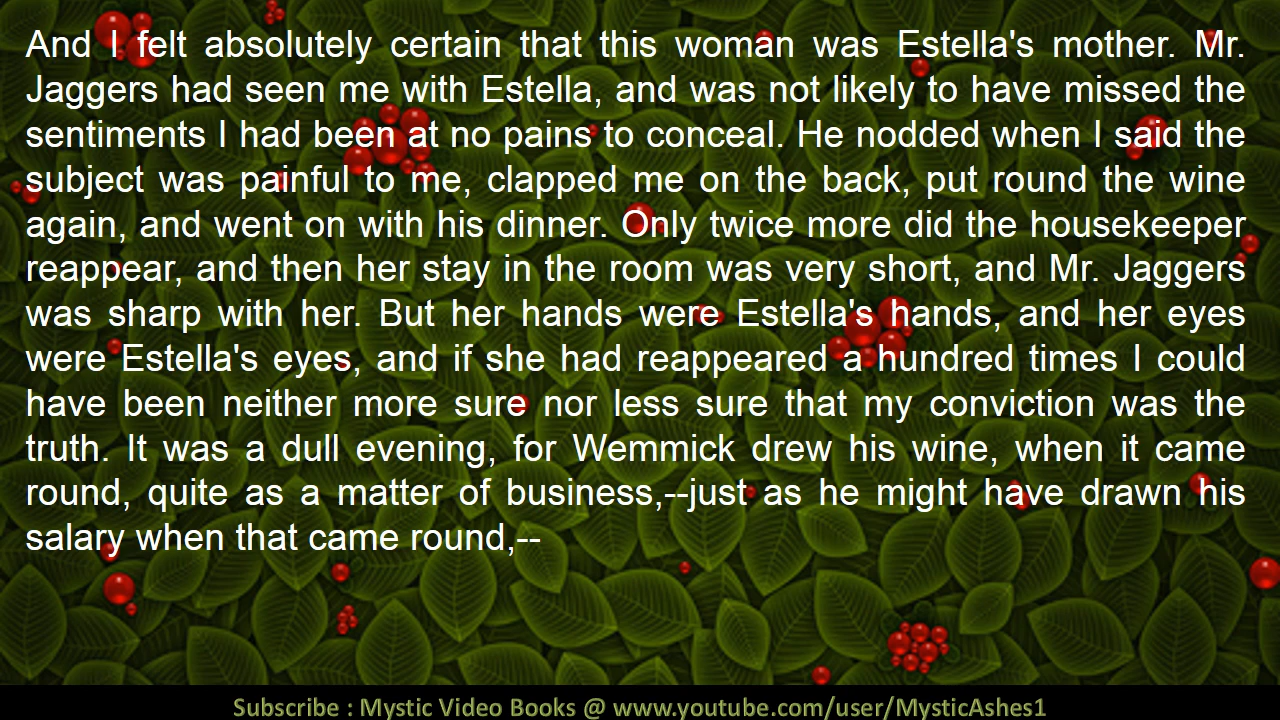 And I felt absolutely certain that this woman was Estella's mother. Mr.
Jaggers had seen me with Estella, and was not likely to have missed the
sentiments I had been at no pains to conceal. He nodded when I said the
subject was painful to me, clapped me on the back, put round the wine
again, and went on with his dinner. Only twice more did the housekeeper
reappear, and then her stay in the room was very short, and Mr. Jaggers
was sharp with her. But her hands were Estella's hands, and her eyes
were Estella's eyes, and if she had reappeared a hundred times I could
have been neither more sure nor less sure that my conviction was the
truth. It was a dull evening, for Wemmick drew his wine, when it came
round, quite as a matter of business,--just as he might have drawn his
salary when that came round,--
Subscribe : Mystic Video Books @ www.youtube.com/user/MysticAshes1